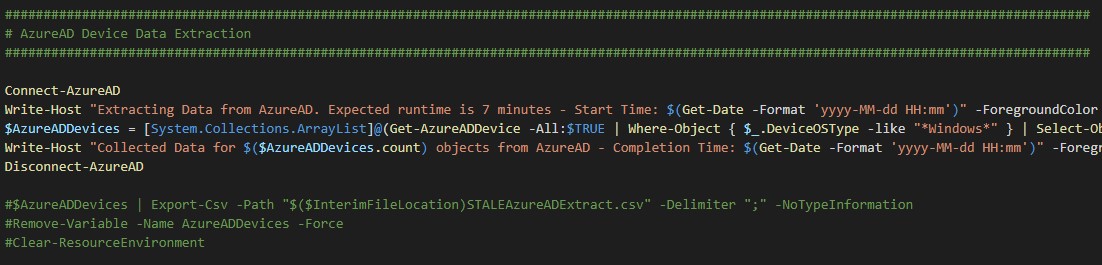 ############################################################################################################################################
# AzureAD Device Data Extraction
############################################################################################################################################
Connect-AzureAD
Write-Host "Extracting Data from AzureAD. Expected runtime is 7 minutes - Start Time: $(Get-Date -Format 'yyyy-MM-dd HH:mm')" -ForegroundColor
$AzureADDevices = [System.Collections.ArrayList]@(Get-AzureADDevice -All:$TRUE | Where-Object { $_.DeviceOSType -like "*Windows*" } | Select-Ob
Write-Host "Collected Data for $($AzureADDevices.count) objects from AzureAD - Completion Time: $(Get-Date -Format 'yyyy-MM-dd HH:mm')" -Foregr
Disconnect-AzureAD
#$AzureADDevices | Export-Csv -Path "$($InterimFileLocation)STALEAzureADExtract.csv" -Delimiter ";" -NoTypeInformation
#Remove-Variable -Name AzureADDevices -Force
#Clear-ResourceEnvironment